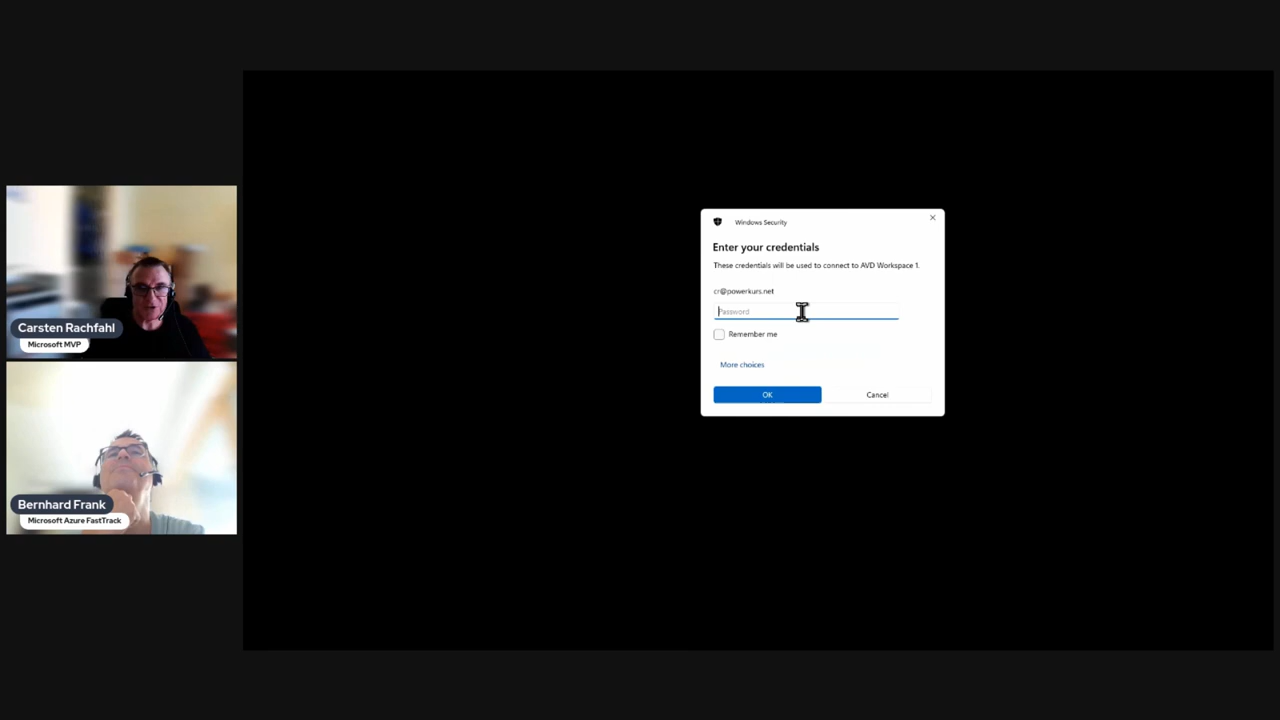 Carsten Rachfahl
Microsoft MVP
Bernhard Frank
Microsoft Azure FastTrack
Windows Security
Enter your credentials
These credentials will be used to connect to AVD Workspace 1.
cr@powerkurs.net
Password
Remember me
More choices
OK
Cancel